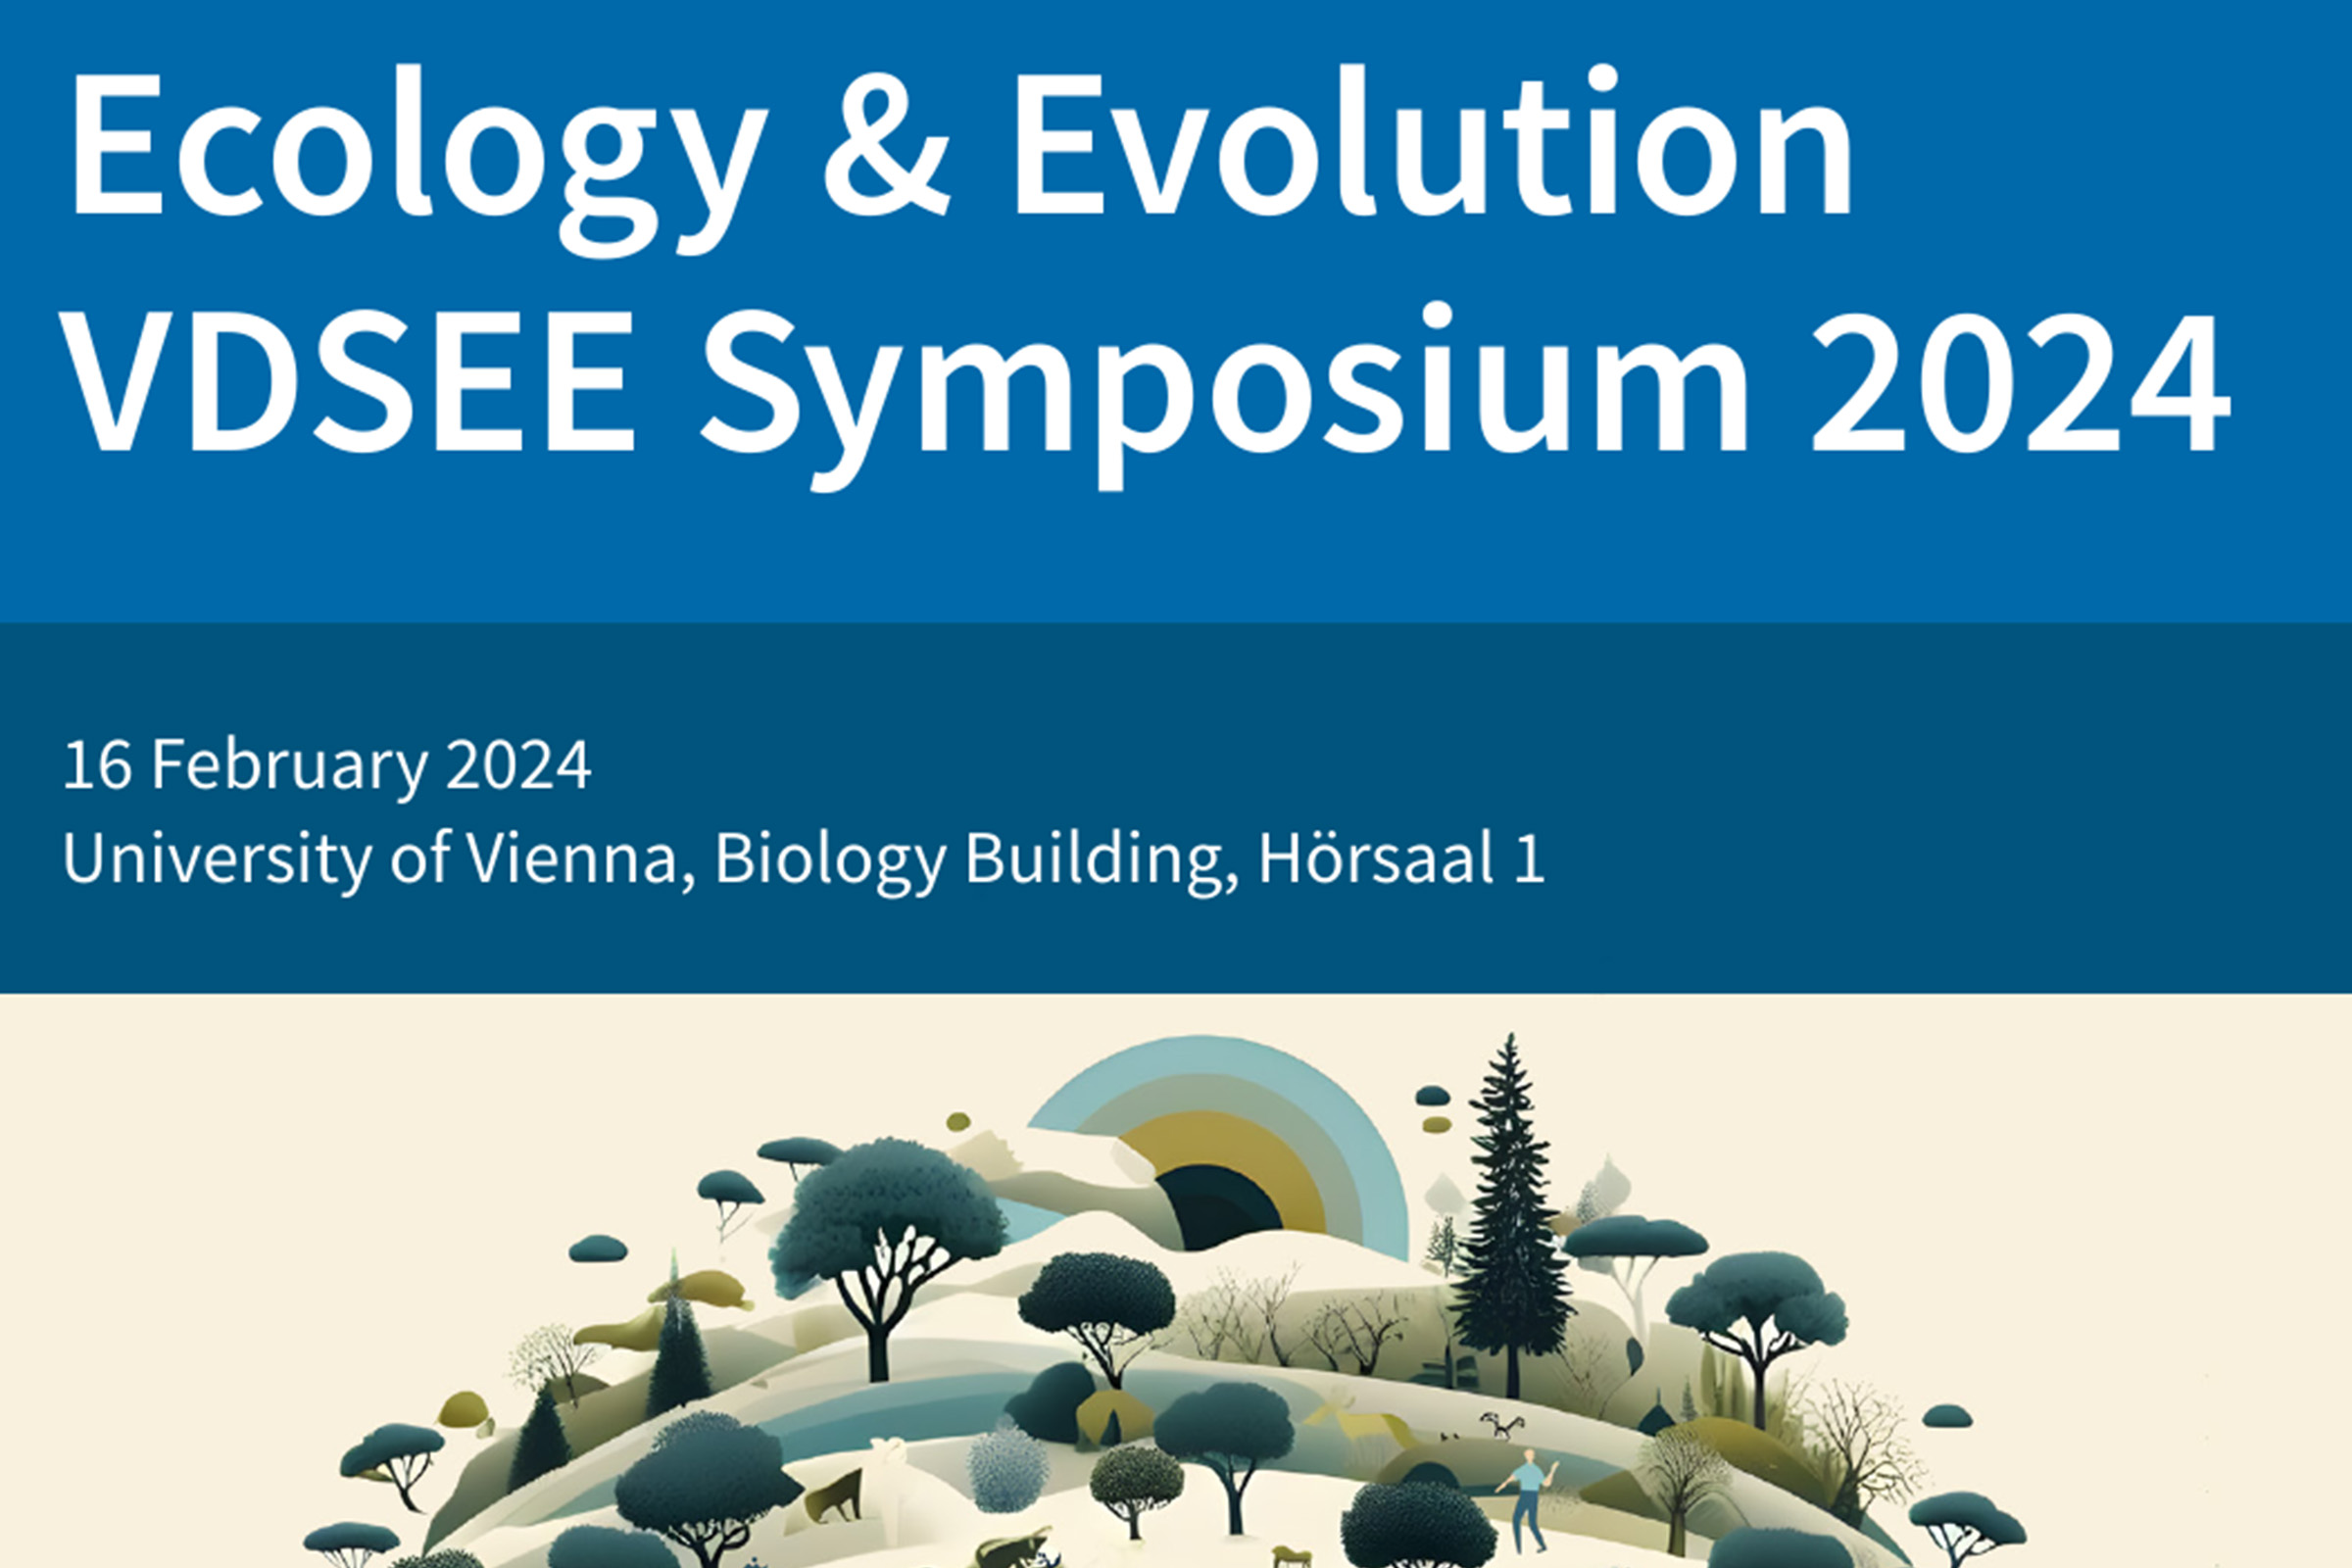 Ecology & Evolution
VDSEE Symposium 2024
16 February 2024
University of Vienna, Biology Building, Hörsaal 1